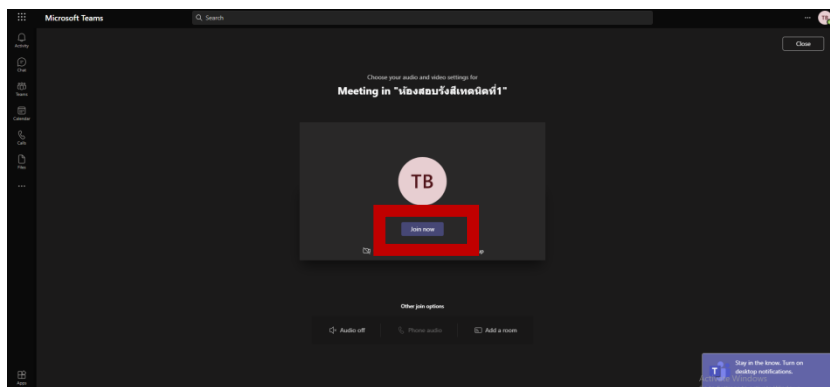 Microsoft Teams
Search
TB
Activity
Chat
Teams
Calendar
Calls
Files
Apps
Close
Choose your audio and video settings for
Meeting in "ห้องสอบรังสีเทคนิคที่1"
TB
Join now
Other join options
Audio off
Phone audio
Add a room
Stay in the know. Turn on
desktop notifications.
Activate Windows